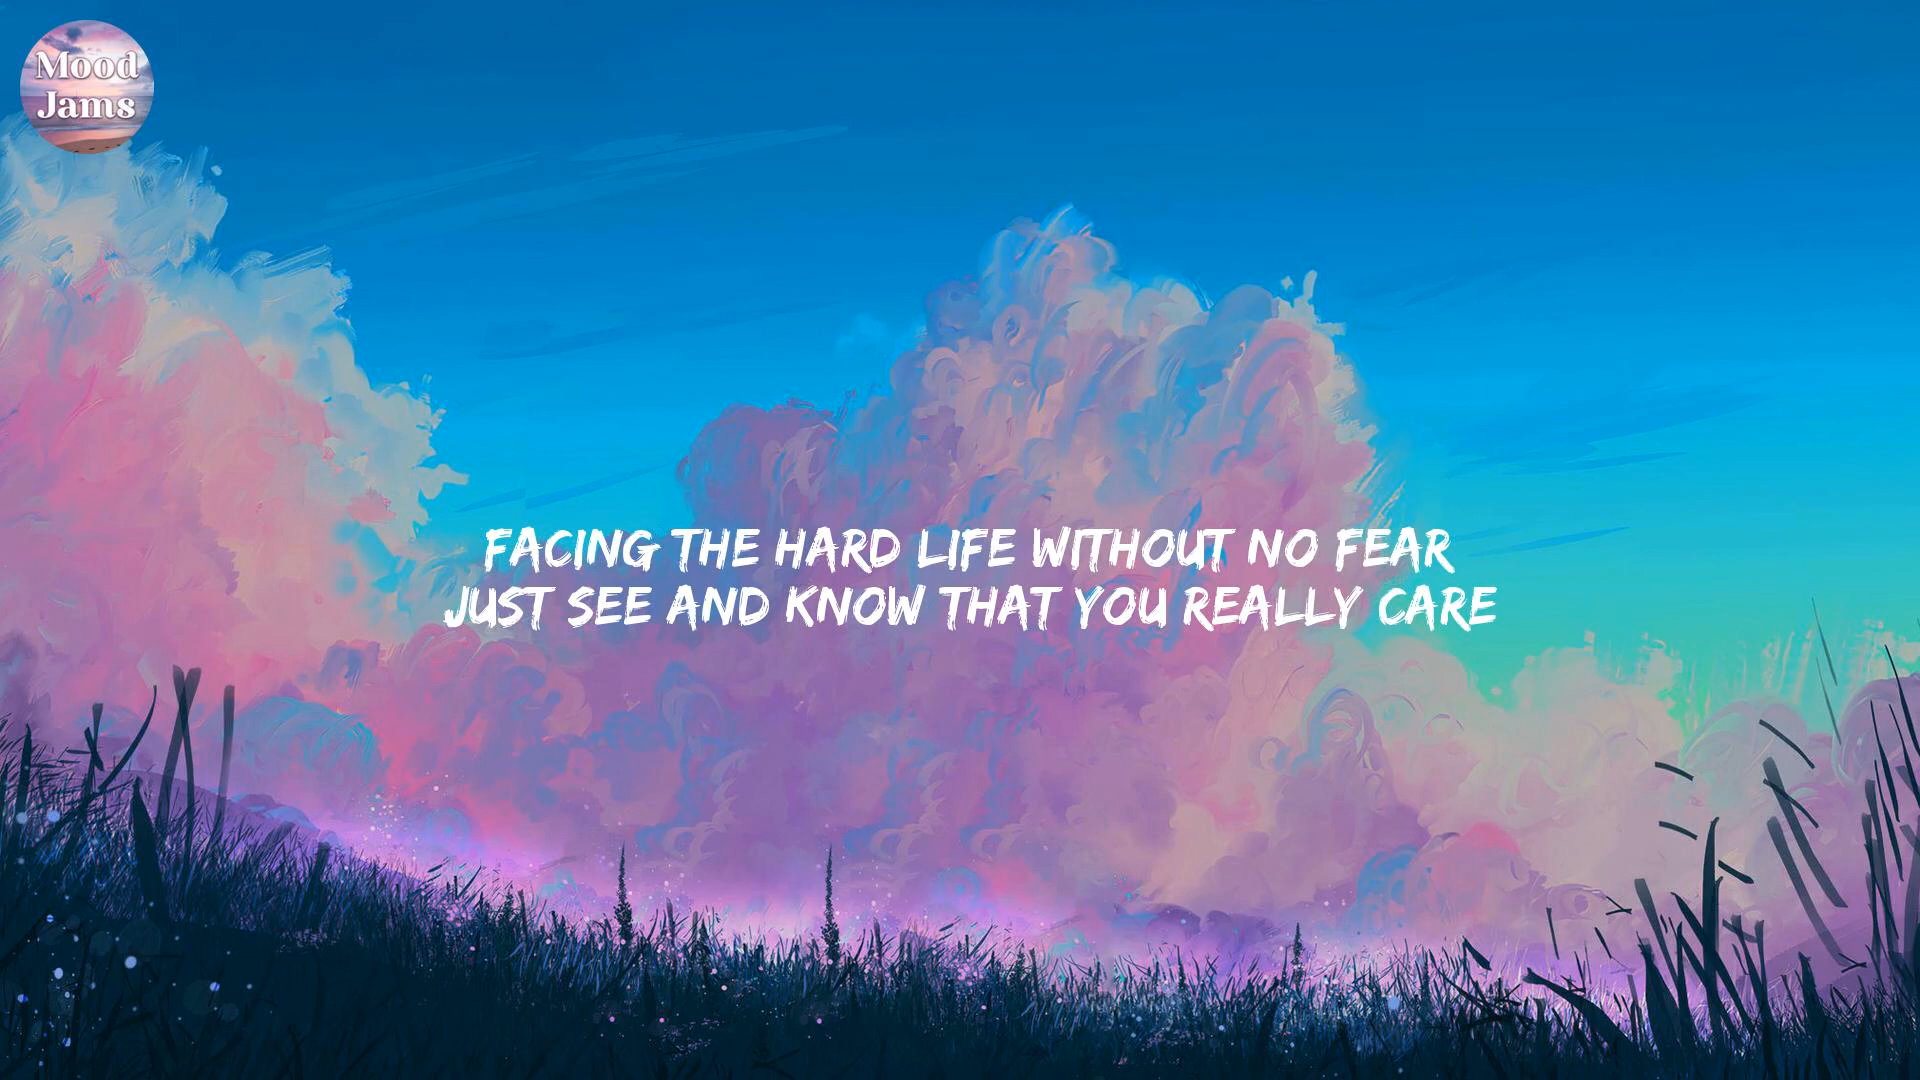 Mood
Jams
FACING THE HARD LIFE WITHOUT NO FEAR
JUST SEE AND KNOW THAT YOU REALLY CARE